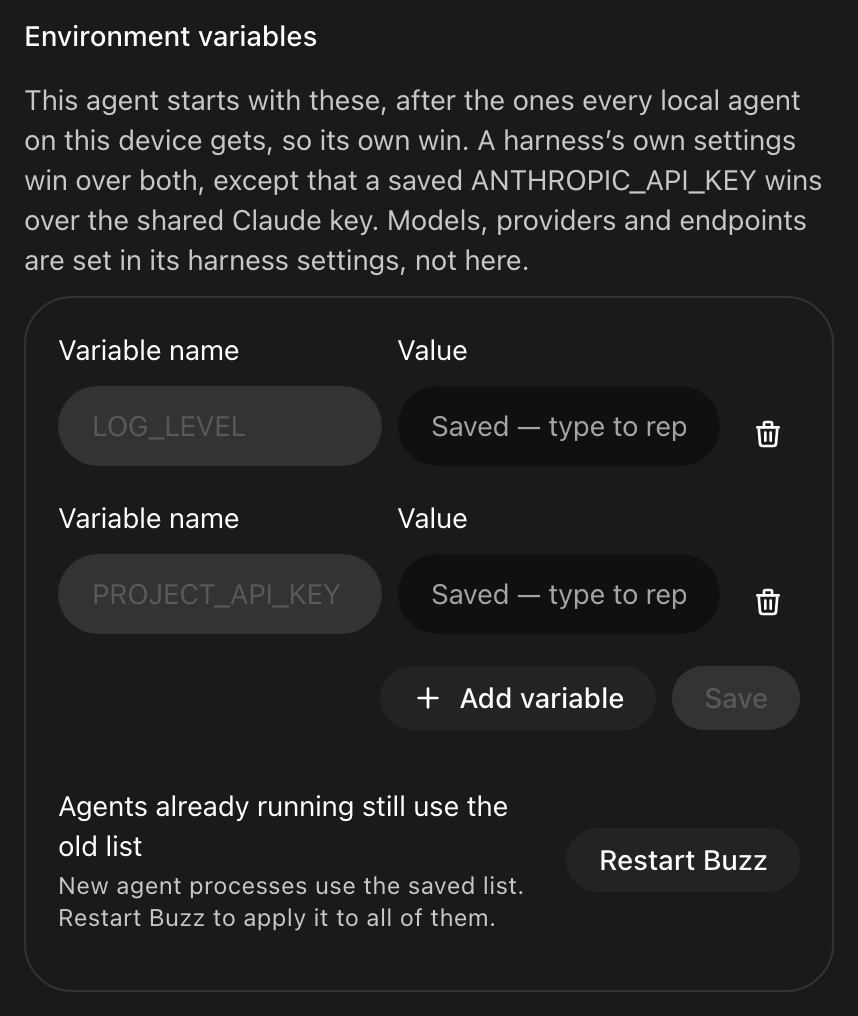 Environment variables
This agent starts with these, after the ones every local agent
on this device gets, so its own win. A harness’s own settings
win over both, except that a saved ANTHROPIC_API_KEY wins
over the shared Claude key. Models, providers and endpoints
are set in its harness settings, not here.
Variable name Value
LOG_LEVEL Saved — type to rep
Variable name Value
PROJECT_API_KEY Saved — type to rep
Add variable Save
Agents already running still use the
old list
New agent processes use the saved list.
Restart Buzz to apply it to all of them.
Restart Buzz